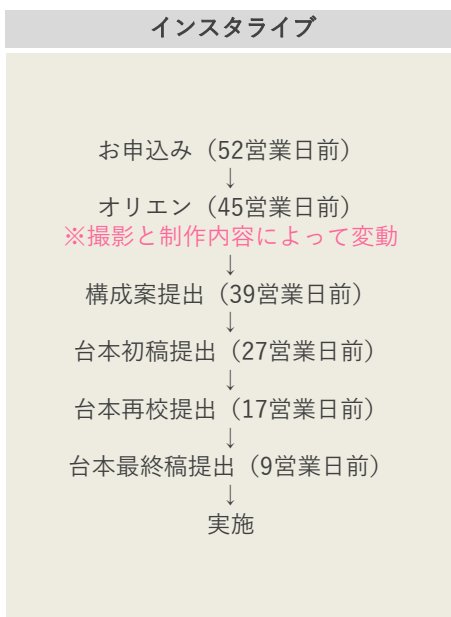 インスタライブ
お申込み（52営業日前）
↓
オリエン（45営業日前）
※撮影と制作内容によって変動
↓
構成案提出（39営業日前）
↓
台本初稿提出（27営業日前）
↓
台本再校提出（17営業日前）
↓
台本最終稿提出（9営業日前）
↓
実施